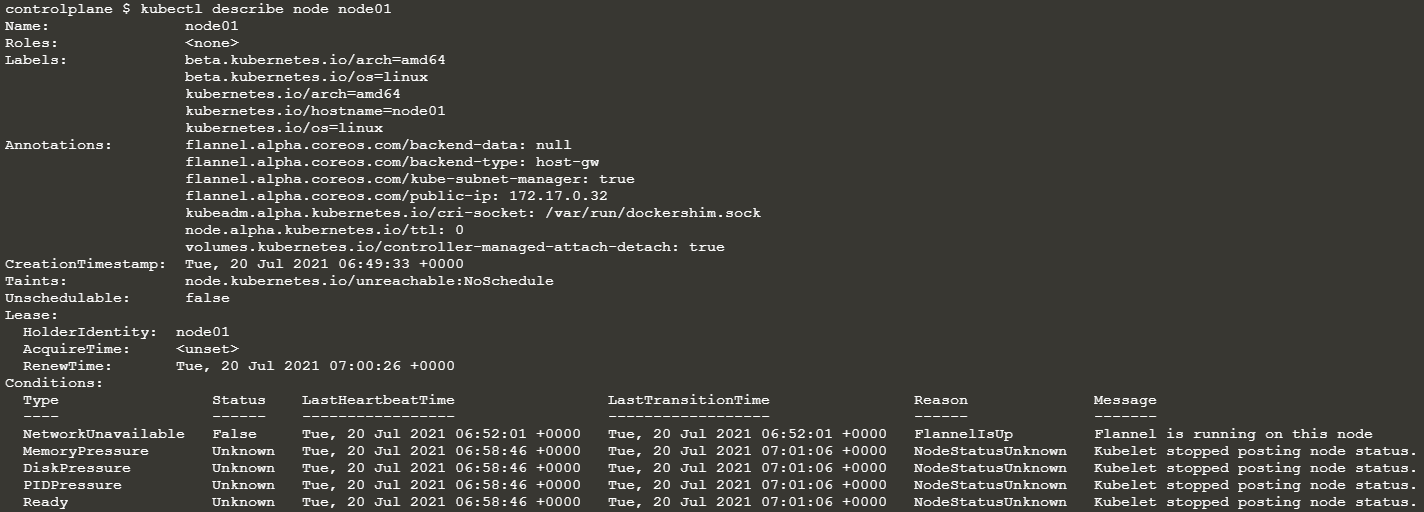 controlplane $ kubectl describe node node01
Name:               node01
Roles:              <none>
Labels:             beta.kubernetes.io/arch=amd64
                    beta.kubernetes.io/os=linux
                    kubernetes.io/arch=amd64
                    kubernetes.io/hostname=node01
                    kubernetes.io/os=linux
Annotations:        flannel.alpha.coreos.com/backend-data: null
                    flannel.alpha.coreos.com/backend-type: host-gw
                    flannel.alpha.coreos.com/kube-subnet-manager: true
                    flannel.alpha.coreos.com/public-ip: 172.17.0.32
                    kubeadm.alpha.kubernetes.io/cri-socket: /var/run/dockershim.sock
                    node.alpha.kubernetes.io/ttl: 0
                    volumes.kubernetes.io/controller-managed-attach-detach: true
CreationTimestamp:  Tue, 20 Jul 2021 06:49:33 +0000
Taints:             node.kubernetes.io/unreachable:NoSchedule
Unschedulable:      false
Lease:
  HolderIdentity:  node01
  AcquireTime:     <unset>
  RenewTime:       Tue, 20 Jul 2021 07:00:26 +0000
Conditions:
  Type                 Status    LastHeartbeatTime                 LastTransitionTime                Reason              Message
  ----                 ------    -----------------                 ------------------                ------              -------
  NetworkUnavailable   False     Tue, 20 Jul 2021 06:52:01 +0000   Tue, 20 Jul 2021 06:52:01 +0000   FlannelIsUp         Flannel is running on this node
  MemoryPressure       Unknown   Tue, 20 Jul 2021 06:58:46 +0000   Tue, 20 Jul 2021 07:01:06 +0000   NodeStatusUnknown   Kubelet stopped posting node status.
  DiskPressure         Unknown   Tue, 20 Jul 2021 06:58:46 +0000   Tue, 20 Jul 2021 07:01:06 +0000   NodeStatusUnknown   Kubelet stopped posting node status.
  PIDPressure          Unknown   Tue, 20 Jul 2021 06:58:46 +0000   Tue, 20 Jul 2021 07:01:06 +0000   NodeStatusUnknown   Kubelet stopped posting node status.
  Ready                Unknown   Tue, 20 Jul 2021 06:58:46 +0000   Tue, 20 Jul 2021 07:01:06 +0000   NodeStatusUnknown   Kubelet stopped posting node status.